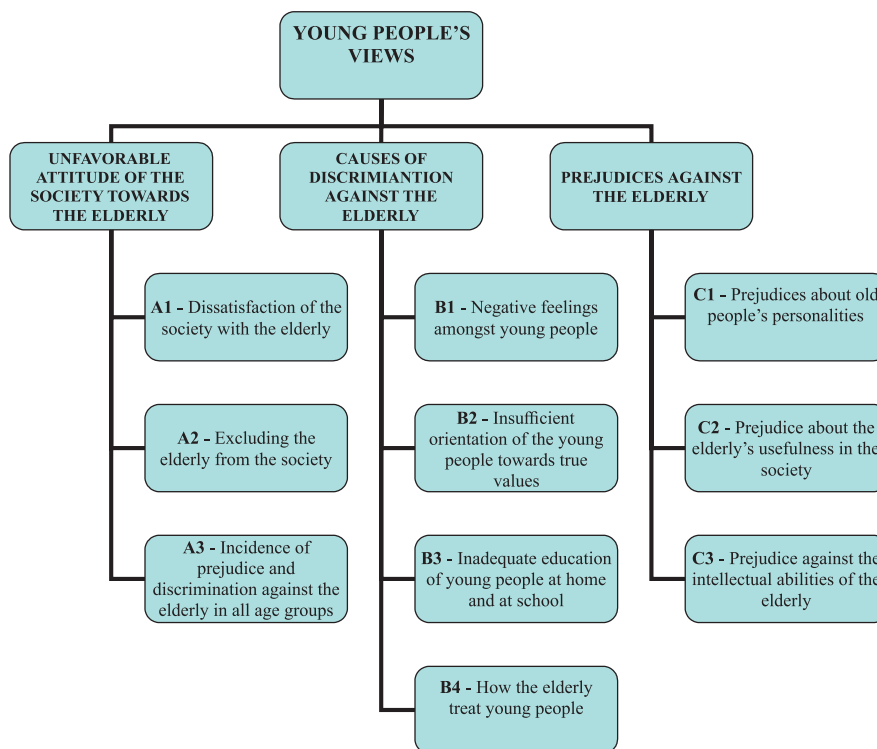 YOUNG PEOPLE'S
VIEWS
UNFAVORABLE
ATTITUDE OF THE
SOCIETY TOWARDS
THE ELDERLY
CAUSES OF
DISCRIMIANTION
AGAINST THE
ELDERLY
PREJUDICES AGAINST
THE ELDERLY
A1 - Dissatisfaction of the
society with the elderly
A2 - Excluding the
elderly from the society
A3 - Incidence of
prejudice and
discrimination against the
elderly in all age groups
B1 - Negative feelings
amongst young people
B2 - Insufficient
orientation of the young
people towards true
values
B3 - Inadequate education
of young people at home
and at school
B4 - How the elderly
treat young people
C1 - Prejudices about old
people's personalities
C2 - Prejudice about the
elderly's usefulness in the
society
C3 - Prejudice against the
intellectual abilities of the
elderly